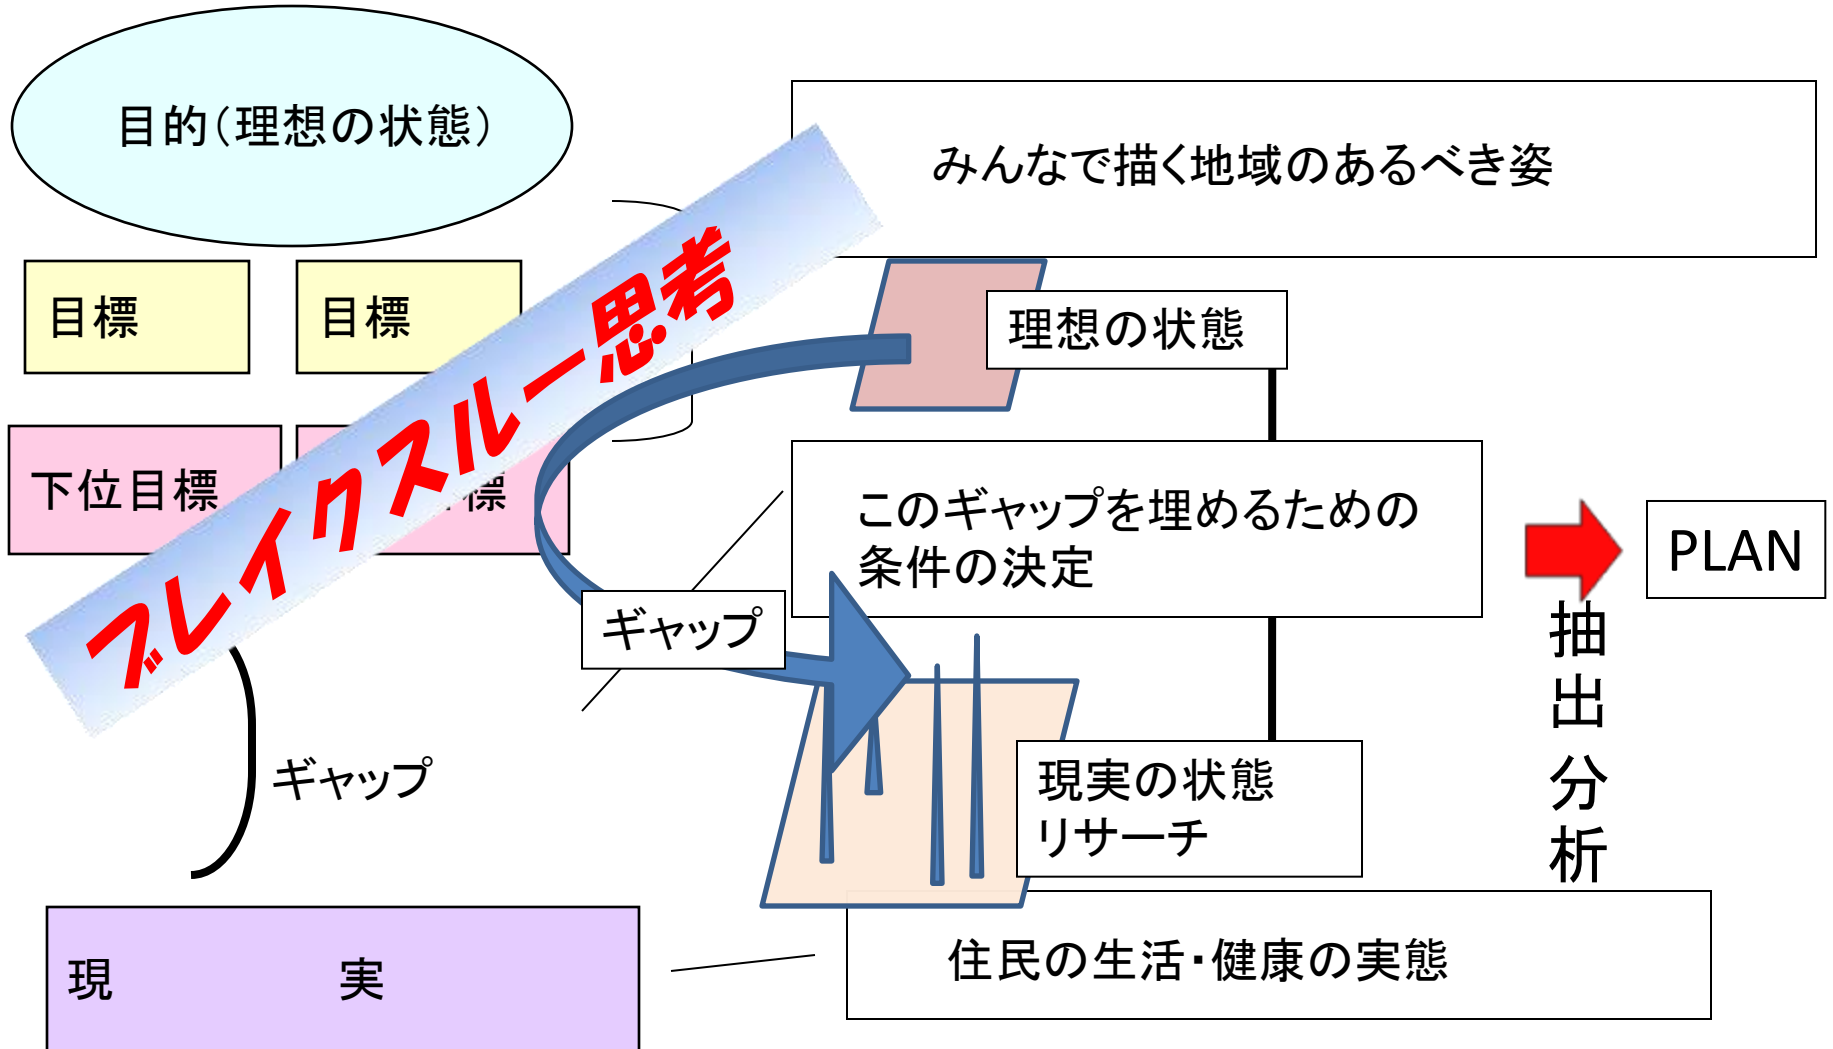 目的(理想の状態)
みんなで描く地域のあるべき姿
目標
目標
理想の状態
ブレイクスルー思考
下位目標
標
このギャップを埋めるための
条件の決定
PLAN
ギャップ
抽出分析
ギャップ
現実の状態
リサーチ
住民の生活・健康の実態
現 実